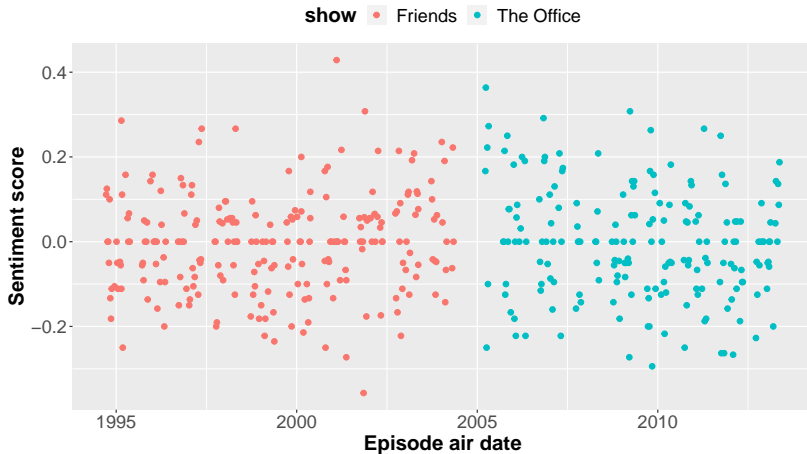 show Friends The Office
Sentiment score
0.4
0.2
0.0
−0.2
1995 2000 2005 2010
Episode air date